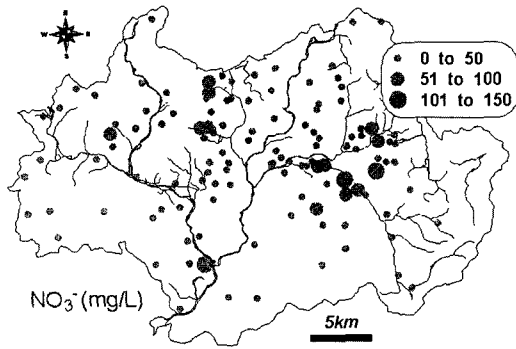 N
W E
S
0 to 50
51 to 100
101 to 150
NO₃⁻(mg/L)
5km